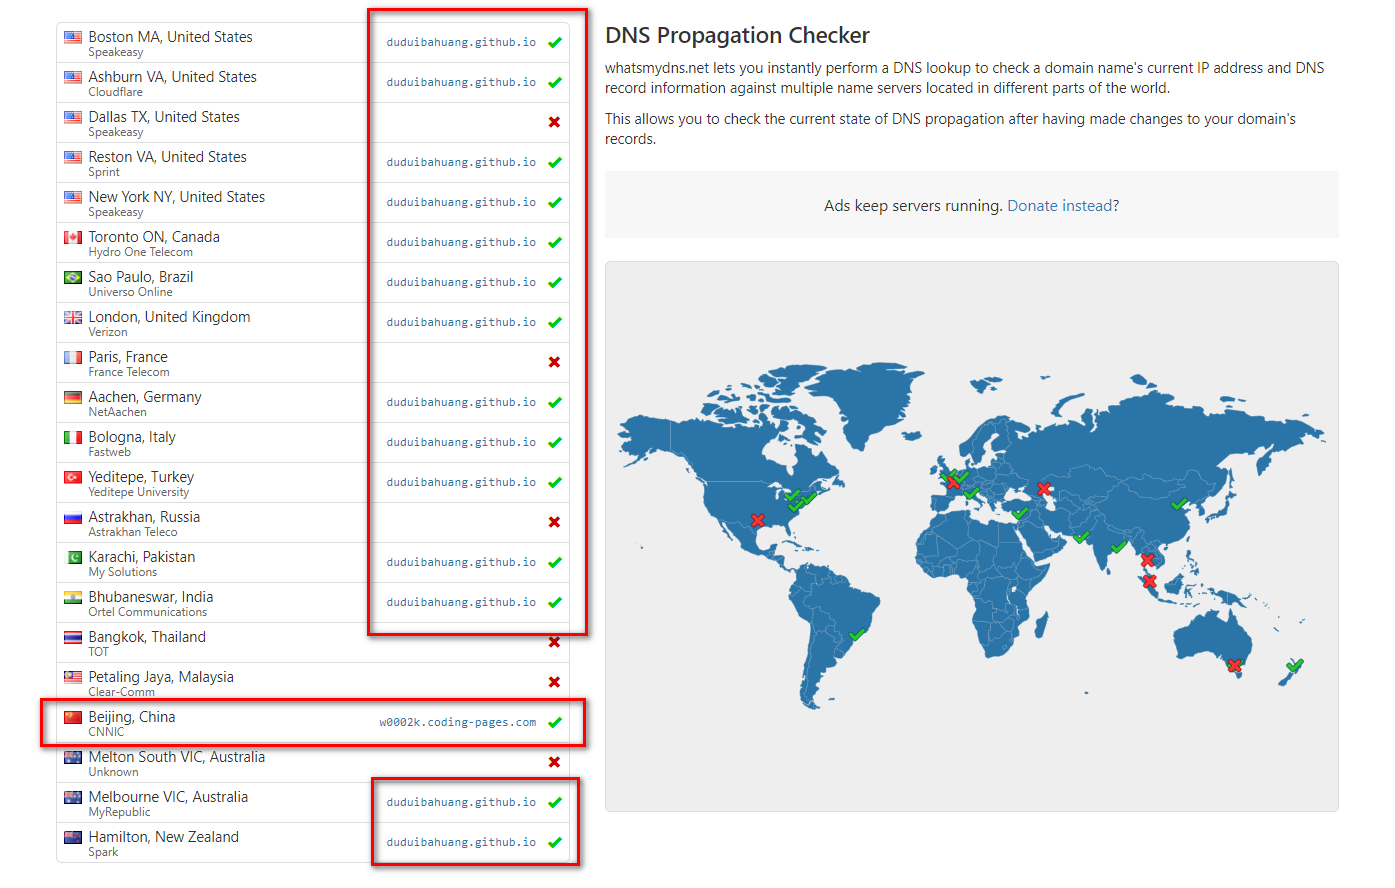 Boston MA, United States
Speakeasy
duduibahuang.github.io
Ashburn VA, United States
Cloudflare
duduibahuang.github.io
Dallas TX, United States
Speakeasy
Reston VA, United States
Sprint
duduibahuang.github.io
New York NY, United States
Speakeasy
duduibahuang.github.io
Toronto ON, Canada
Hydro One Telecom
duduibahuang.github.io
Sao Paulo, Brazil
Universo Online
duduibahuang.github.io
London, United Kingdom
Verizon
duduibahuang.github.io
Paris, France
France Telecom
Aachen, Germany
NetAachen
duduibahuang.github.io
Bologna, Italy
Fastweb
duduibahuang.github.io
Yeditepe, Turkey
Yeditepe University
duduibahuang.github.io
Astrakhan, Russia
Astrakhan Teleco
Karachi, Pakistan
My Solutions
duduibahuang.github.io
Bhubaneswar, India
Ortel Communications
duduibahuang.github.io
Bangkok, Thailand
TOT
Petaling Jaya, Malaysia
Clear-Comm
Beijing, China
CNNIC
w0002k.coding-pages.com
Melton South VIC, Australia
Unknown
Melbourne VIC, Australia
MyRepublic
duduibahuang.github.io
Hamilton, New Zealand
Spark
duduibahuang.github.io
DNS Propagation Checker
whatsmydns.net lets you instantly perform a DNS lookup to check a domain name's current IP address and DNS
record information against multiple name servers located in different parts of the world.
This allows you to check the current state of DNS propagation after having made changes to your domain's
records.
Ads keep servers running. Donate instead?